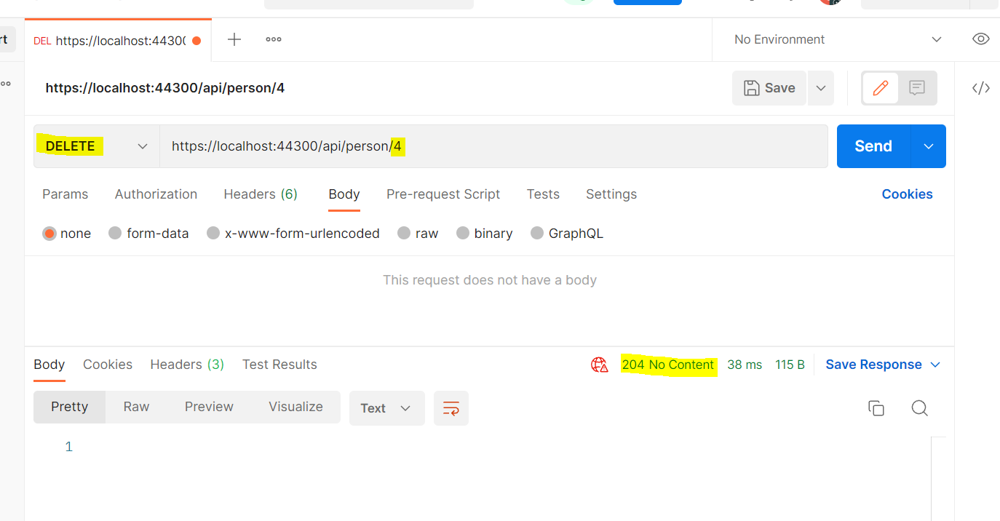 rt
DEL https://localhost:44300
No Environment
https://localhost:44300/api/person/4
Save
DELETE https://localhost:44300/api/person/4
Send
Params Authorization Headers (6) Body Pre-request Script Tests Settings Cookies
none form-data x-www-form-urlencoded raw binary GraphQL
This request does not have a body
Body Cookies Headers (3) Test Results 204 No Content 38 ms 115 B Save Response
Pretty Raw Preview Visualize Text
1